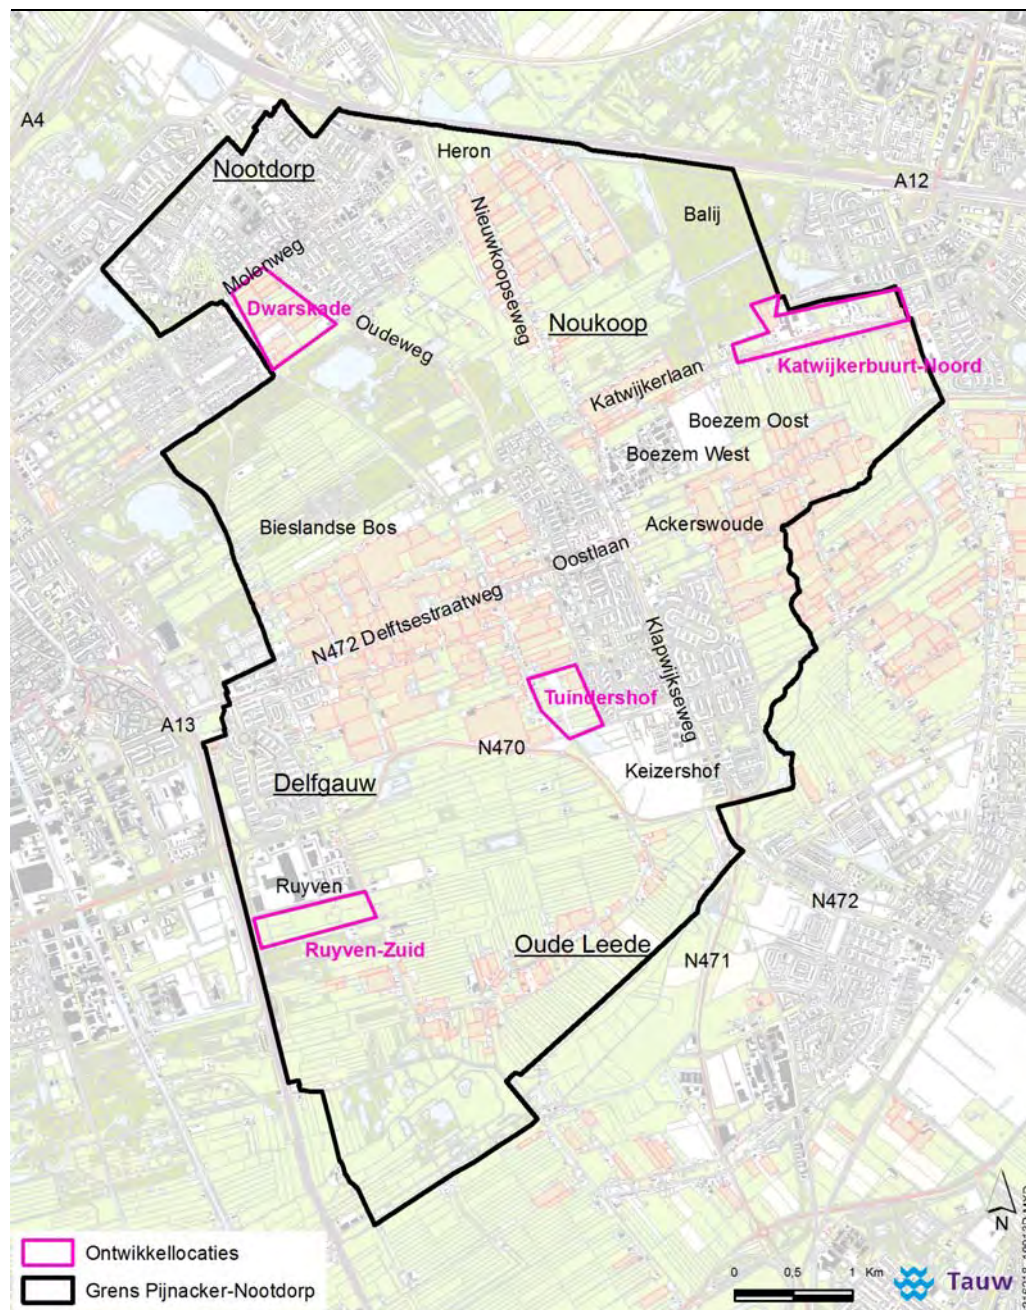 A4
Heron
Nootdorp
A12
Nieuwkoopseweg
Balij
Molenweg
Dwarskade
Oudeweg
Noukoop
Katwijkerbuurt-Noord
Katwijkerlaan
Boezem Oost
Boezem West
Bieslandse Bos
Ackerswoude
Oostlaan
N472 Delftsestraatweg
Klapwijkseweg
Tuindershof
A13
N470
Keizershof
Delfgauw
Ruyven
N472
Oude Leede
Ruyven-Zuid
N471
N
Ontwikkellocaties
Grens Pijnacker-Nootdorp
0 0,5 1 Km
Tauw